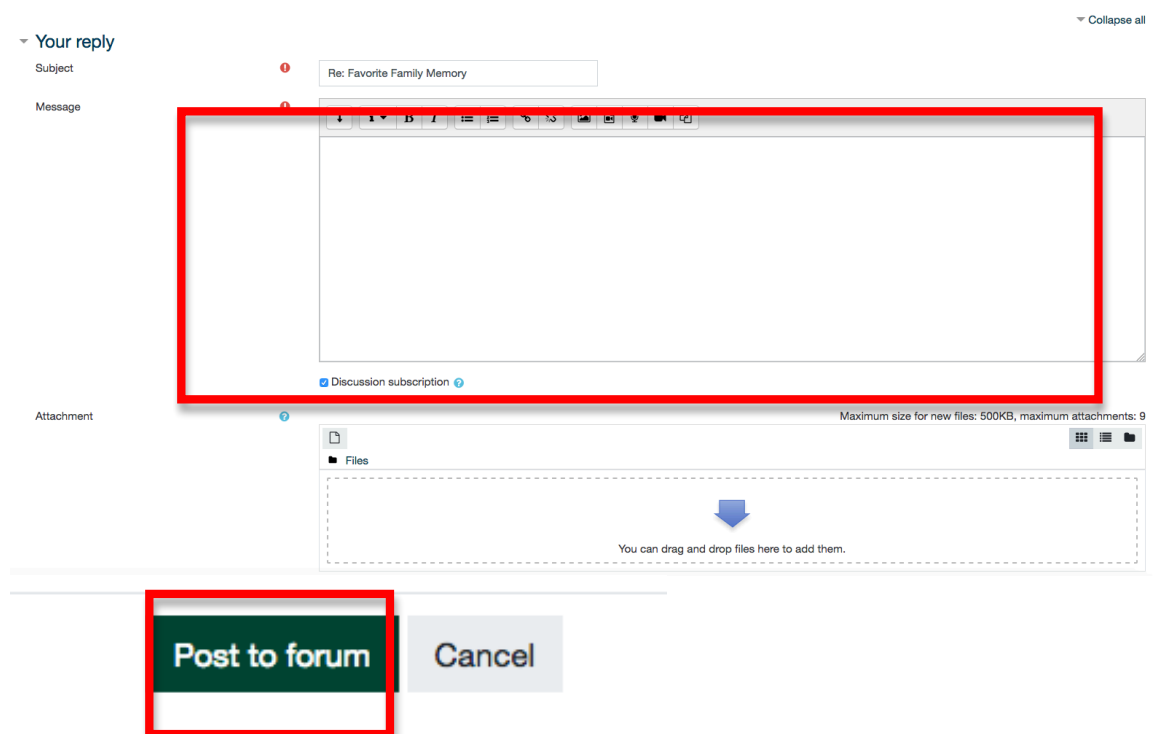 Collapse all
Your reply
Subject
Re: Favorite Family Memory
Message
B I
Discussion subscription
Attachment
Maximum size for new files: 500KB, maximum attachments: 9
Files
You can drag and drop files here to add them.
Post to forum
Cancel